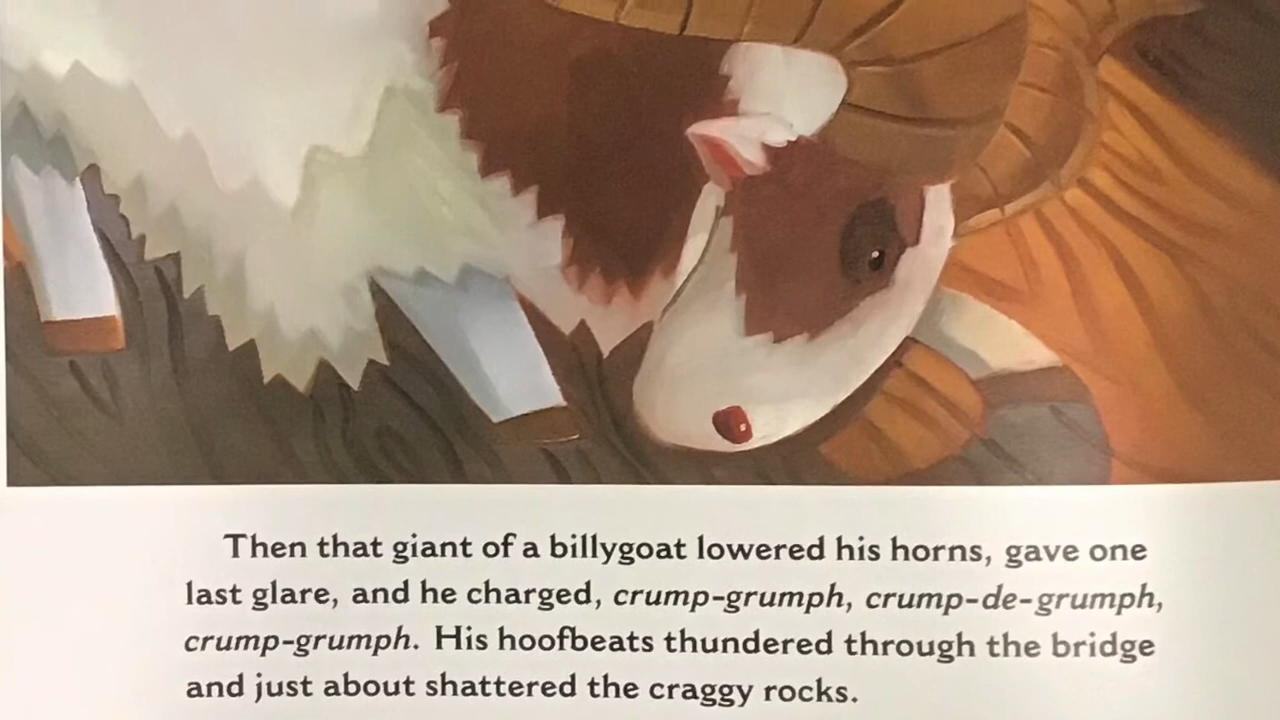 Then that giant of a billygoat lowered his horns, gave one
last glare, and he charged, crump-grumph, crump-de-grumph,
crump-grumph. His hoofbeats thundered through the bridge
and just about shattered the craggy rocks.